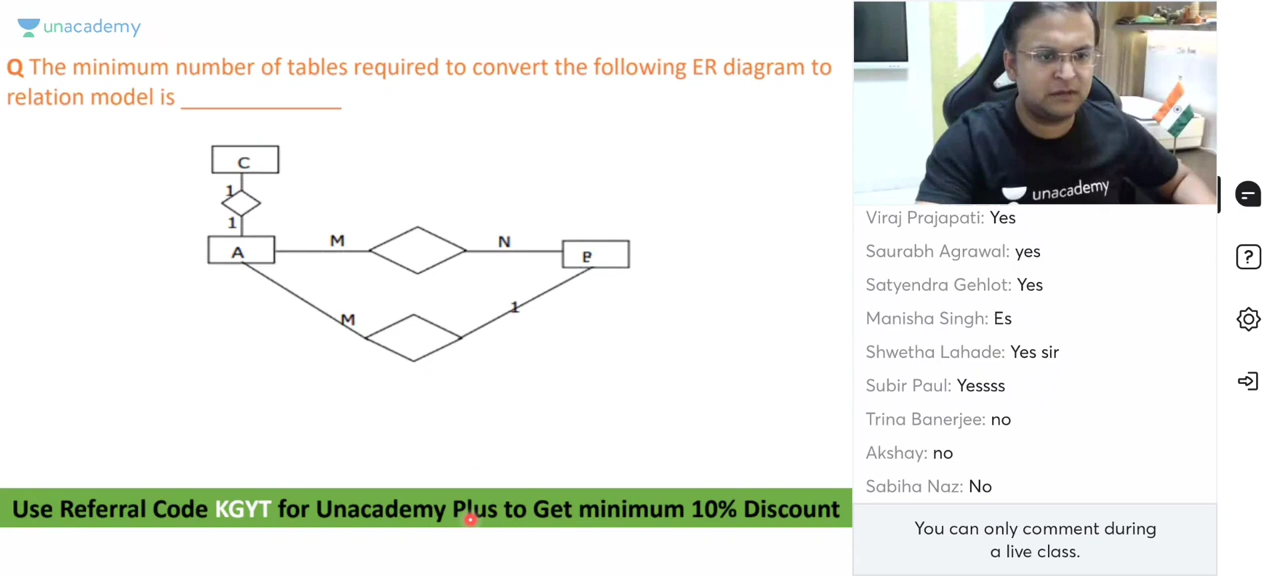 unacademy
Q The minimum number of tables required to convert the following ER diagram to
relation model is ______________
C
1
1
A
M
N
B
M
1
Use Referral Code KGYT for Unacademy Plus to Get minimum 10% Discount
unacademy
Viraj Prajapati: Yes
Saurabh Agrawal: yes
Satyendra Gehlot: Yes
Manisha Singh: Es
Shwetha Lahade: Yes sir
Subir Paul: Yessss
Trina Banerjee: no
Akshay: no
Sabiha Naz: No
You can only comment during
a live class.
?